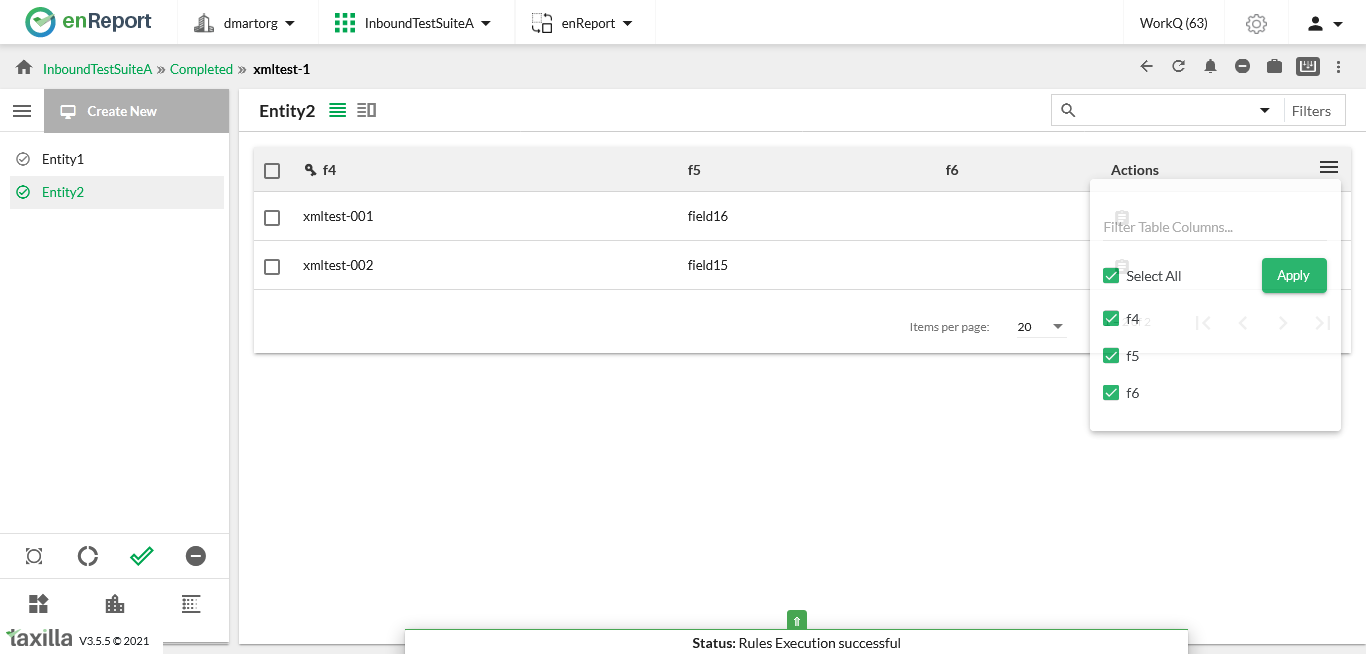 enReport dmartorg InboundTestSuiteA enReport WorkQ (63)
InboundTestSuiteA » Completed » xmltest-1
Create New
Entity1
Entity2
Entity2
Filters
f4 f5 f6 Actions
xmltest-001 field16
xmltest-002 field15
Items per page: 20
Filter Table Columns...
Select All Apply
f4
f5
f6
taxilla V3.5.5 © 2021
Status: Rules Execution successful